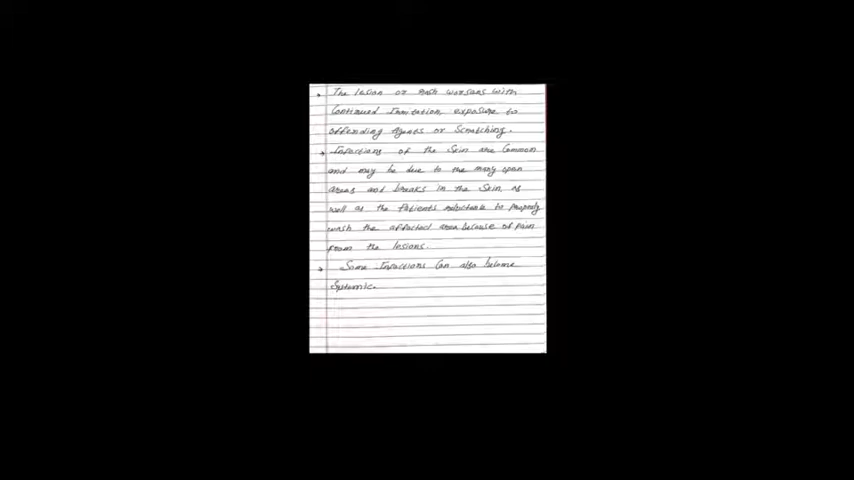 The lesion or rash worsens with
Continued Irritation, exposure to
offending Agents or Scratching.
Infections of the Skin are Common
and may be due to the many open
areas and breaks in the Skin, as
well as the Patients reluctance to properly
wash the affected area because of pain
from the lesions.
Some Infections Can also become
Systemic.